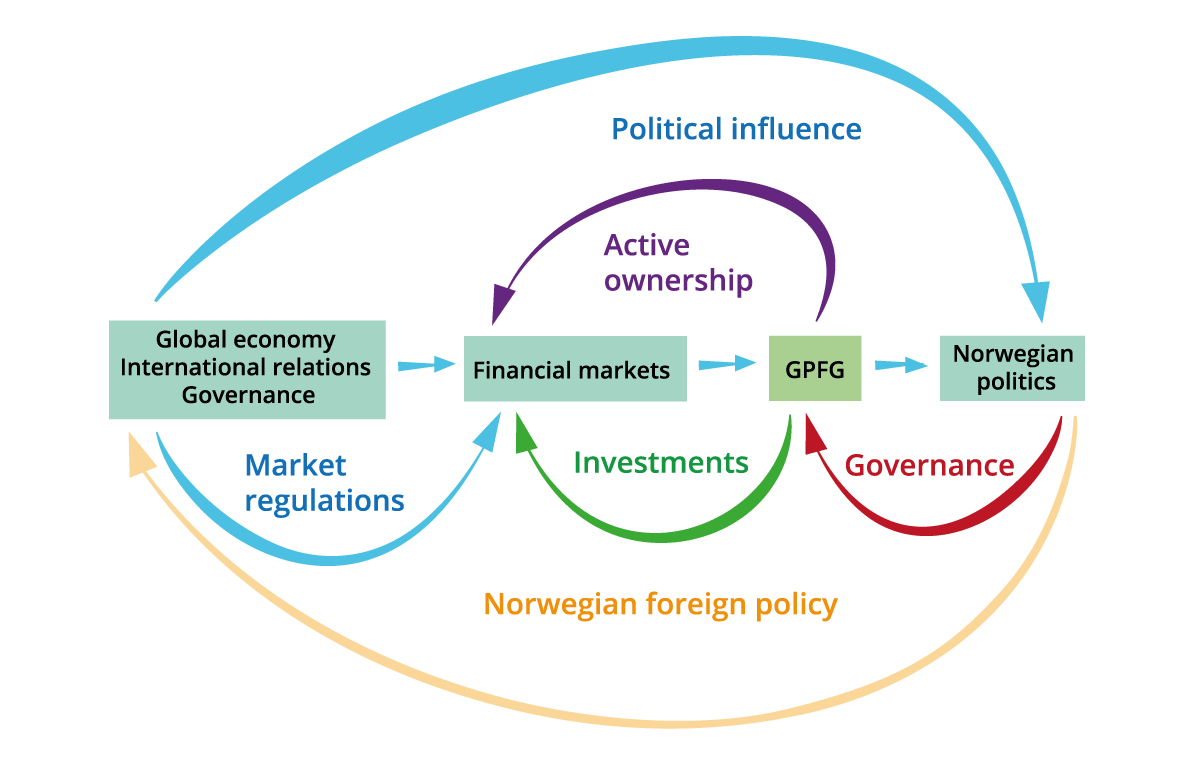 Political influence
Active
ownership
Global economy
International relations
Governance
Financial markets
GPFG
Norwegian
politics
Market
regulations
Investments
Governance
Norwegian foreign policy